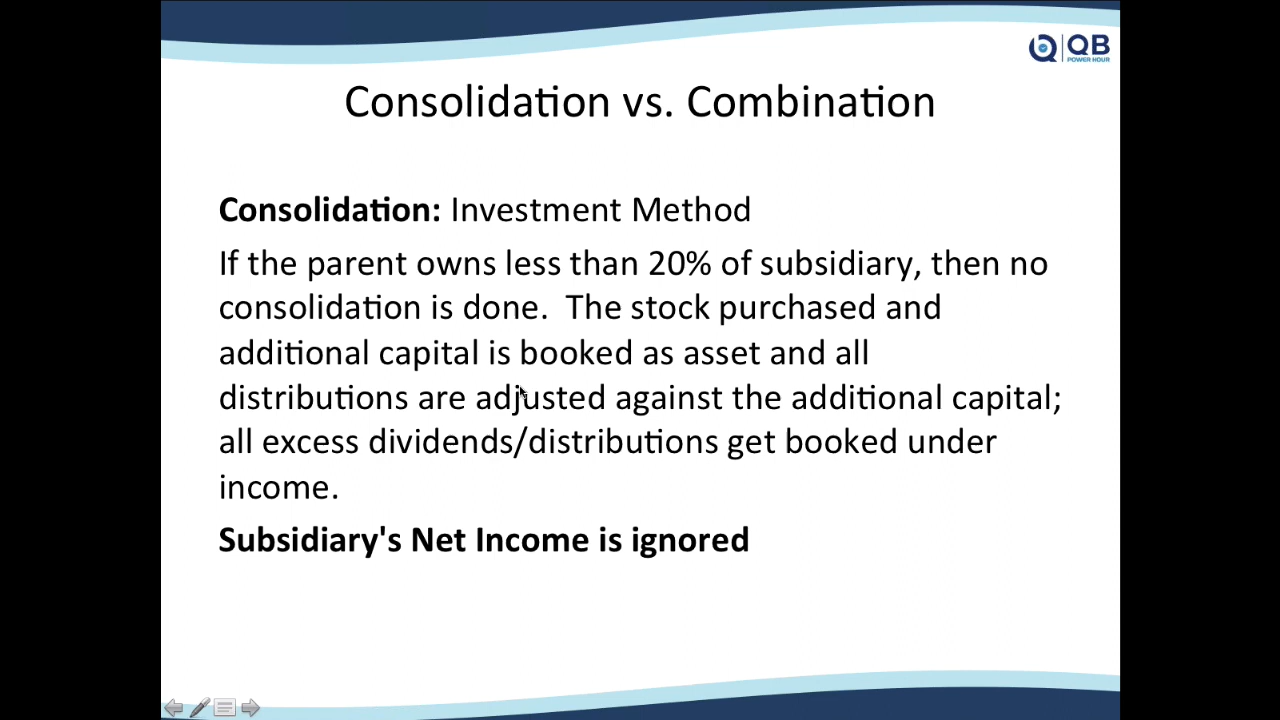 QB
POWER HOUR
Consolidation vs. Combination
Consolidation: Investment Method
If the parent owns less than 20% of subsidiary, then no
consolidation is done.  The stock purchased and
additional capital is booked as asset and all
distributions are adjusted against the additional capital;
all excess dividends/distributions get booked under
income.
Subsidiary's Net Income is ignored